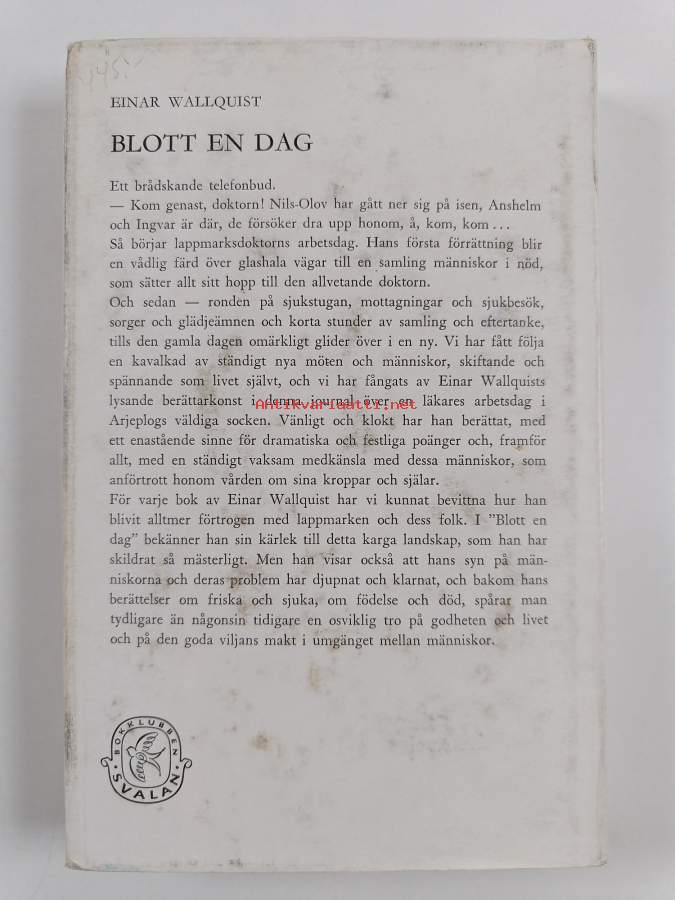 145:-
EINAR WALLQUIST
BLOTT EN DAG
Ett brådskande telefonbud.
— Kom genast, doktorn! Nils-Olov har gått ner sig på isen, Anshelm
och Ingvar är där, de försöker dra upp honom, å, kom, kom ...
Så börjar lappmarksdoktorns arbetsdag. Hans första förrättning blir
en vådlig färd över glashala vägar till en samling människor i nöd,
som sätter allt sitt hopp till den allvetande doktorn.
Och sedan — ronden på sjukstugan, mottagningar och sjukbesök,
sorger och glädjeämnen och korta stunder av samling och eftertanke,
tills den gamla dagen omärkligt glider över i en ny. Vi har fått följa
en kavalkad av ständigt nya möten och människor, skiftande och
spännande som livet självt, och vi har fångats av Einar Wallquists
lysande berättarkonst i denna journal över en läkares arbetsdag i
Antikvariaatti.net
Arjeplogs väldiga socken. Vänligt och klokt har han berättat, med
ett enastående sinne för dramatiska och festliga poänger och, framför
allt, med en ständigt vaksam medkänsla med dessa människor, som
anförtrott honom vården om sina kroppar och själar.
För varje bok av Einar Wallquist har vi kunnat bevittna hur han
blivit alltmer förtrogen med lappmarken och dess folk. I ”Blott en
dag” bekänner han sin kärlek till detta karga landskap, som han har
skildrat så mästerligt. Men han visar också att hans syn på män-
niskorna och deras problem har djupnat och klarnat, och bakom hans
berättelser om friska och sjuka, om födelse och död, spårar man
tydligare än någonsin tidigare en osviklig tro på godheten och livet
och på den goda viljans makt i umgänget mellan människor.
BOKKLUBBEN
SVALAN